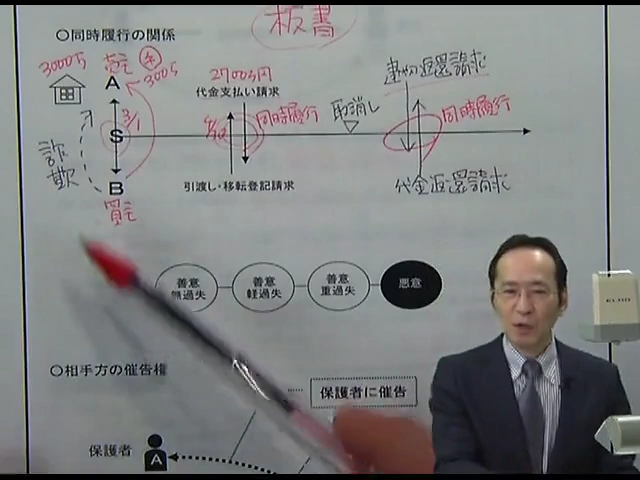 板書
〇同時履行の関係
3000万
売主
A
300万
2700万円
代金支払い請求
建物返還請求
3/1
S
同時履行
取消し
同時履行
詐欺
B
買主
引渡し・移転登記請求
代金返還請求
善意
無過失
善意
軽過失
善意
重過失
悪意
〇相手方の催告権
保護者に催告
保護者
A
ELMO